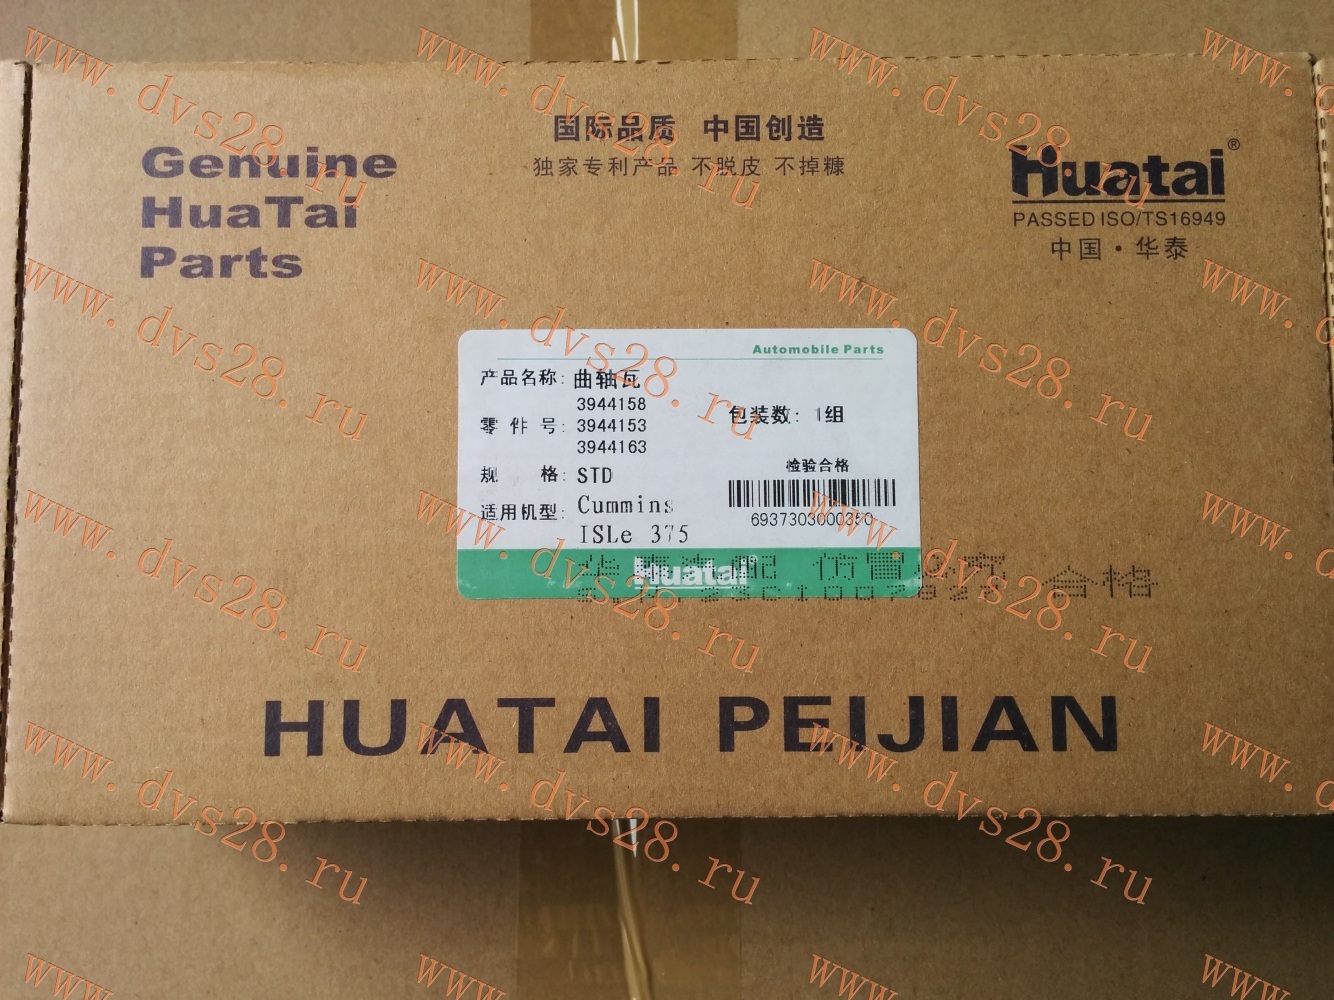 国际品质 中国创造
独家专利产品 不脱皮 不掉糠
Genuine
HuaTai
Parts
Huatai®
PASSED ISO/TS16949
中国·华泰
Automobile Parts
产品名称: 曲轴瓦
零件号: 3944158
3944153
3944163
包装数: 1组
规格: STD
检验合格
适用机型: Cummins
ISLe 375
6937303000350
Huatai
合格
HUATAI PEIJIAN
www.dvs28.ru